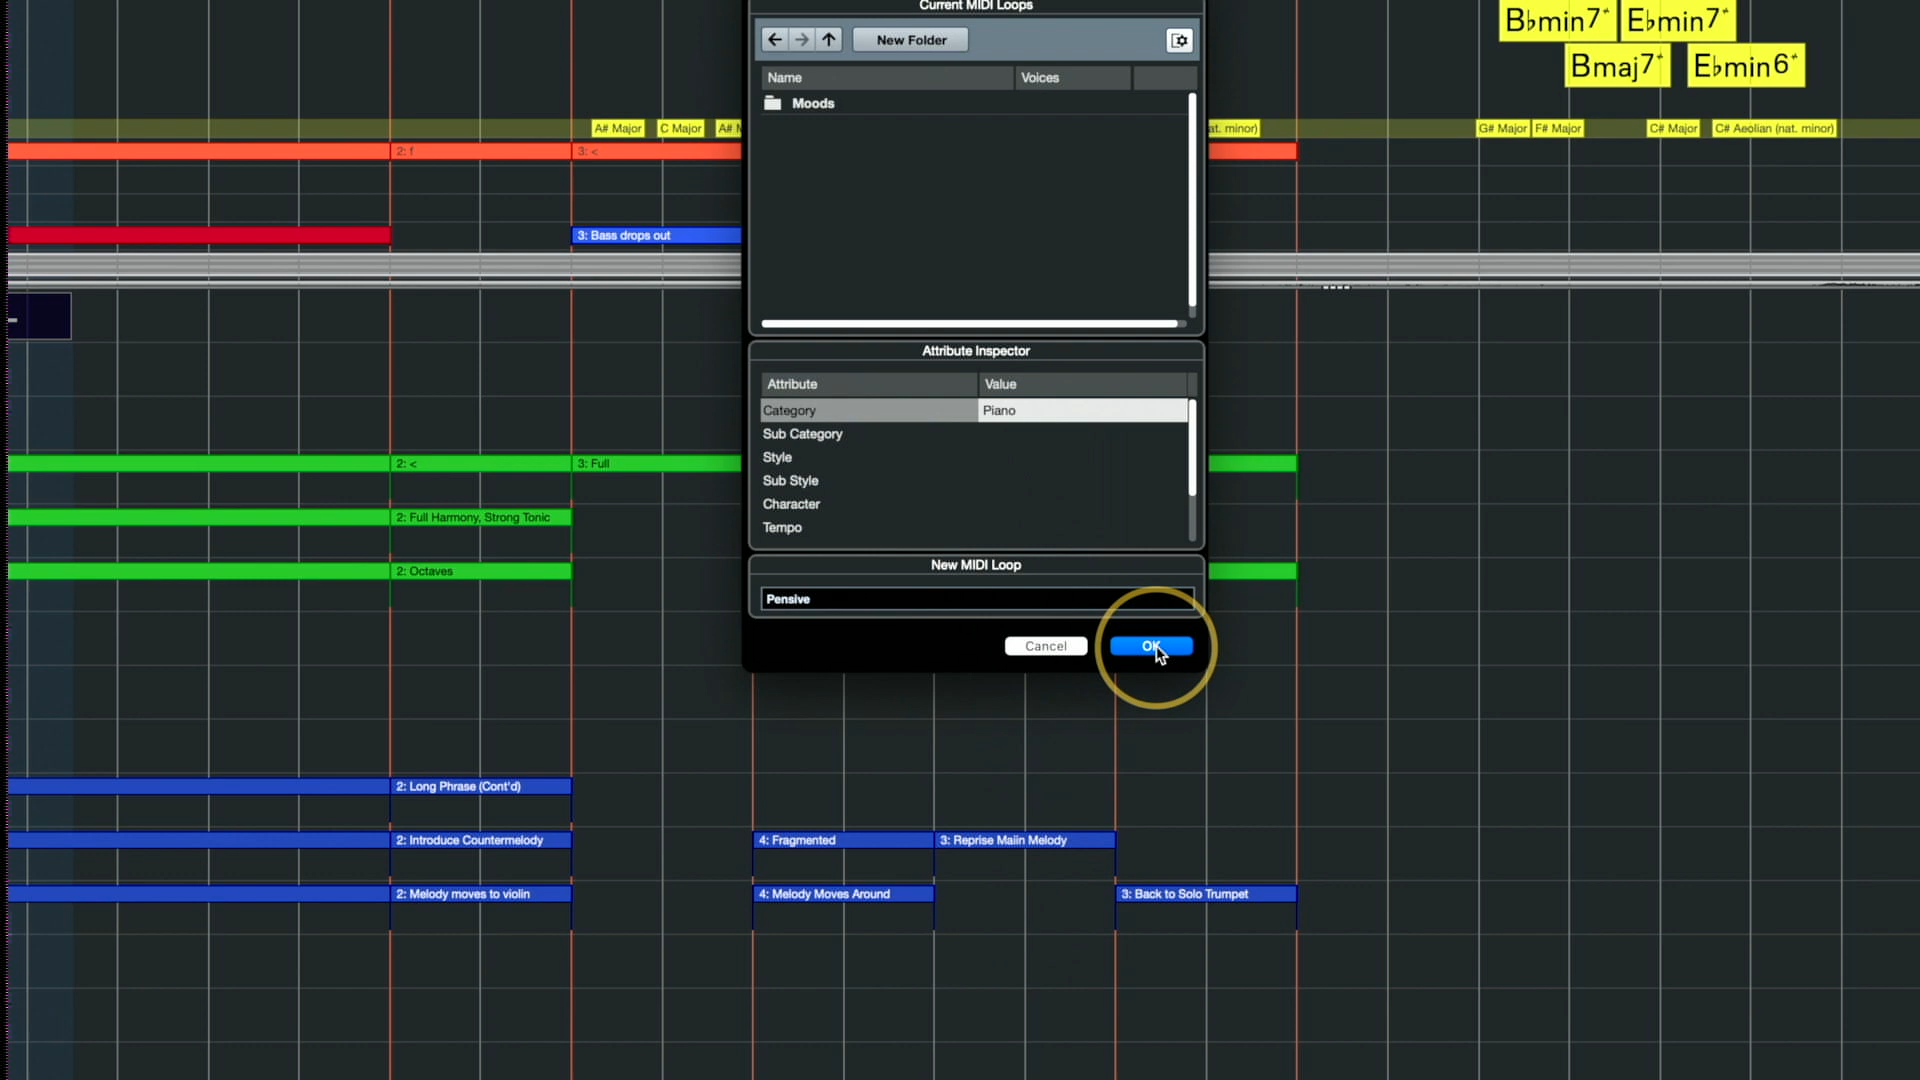 Current MIDI Loops
B♭min7 E♭min7
New Folder
Bmaj7 E♭min6
Name Voices
Moods
A# Major C Major A# M at. minor) G# Major F# Major C# Major C# Aeolian (nat. minor)
2: f 3: <
3: Bass drops out
Attribute Inspector
Attribute Value
Category Piano
Sub Category
Style
Sub Style
Character
Tempo
2: < 3: Full
2: Full Harmony, Strong Tonic
2: Octaves
New MIDI Loop
Pensive
Cancel OK
2: Long Phrase (Cont'd)
2: Introduce Countermelody 4: Fragmented 3: Reprise Maiin Melody
2: Melody moves to violin 4: Melody Moves Around 3: Back to Solo Trumpet